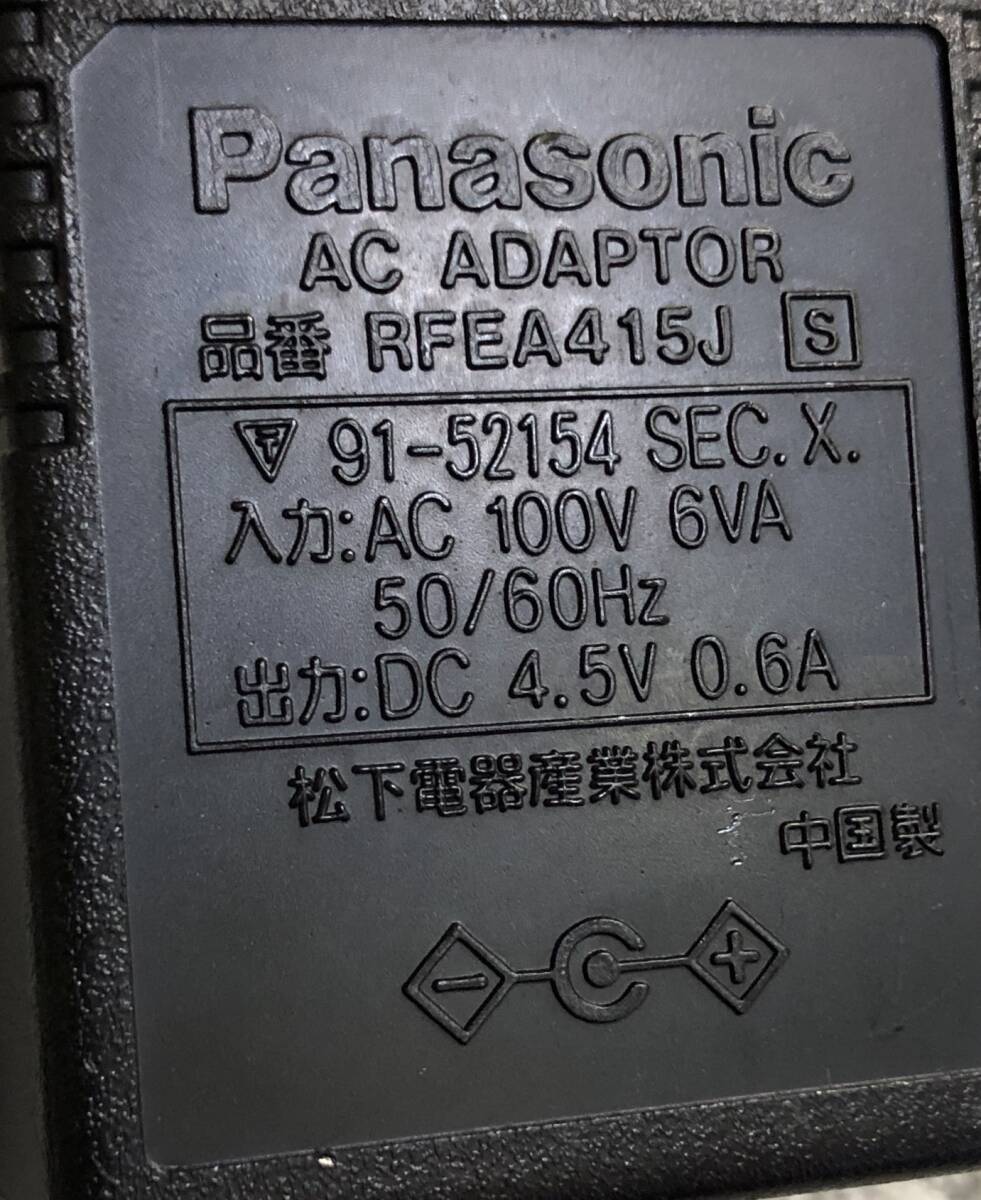 Panasonic
AC ADAPTOR
品番 RFEA415J S
T 91-52154 SEC. X.
入力:AC 100V 6VA
50/60Hz
出力:DC 4.5V 0.6A
松下電器産業株式会社
中国製
- +